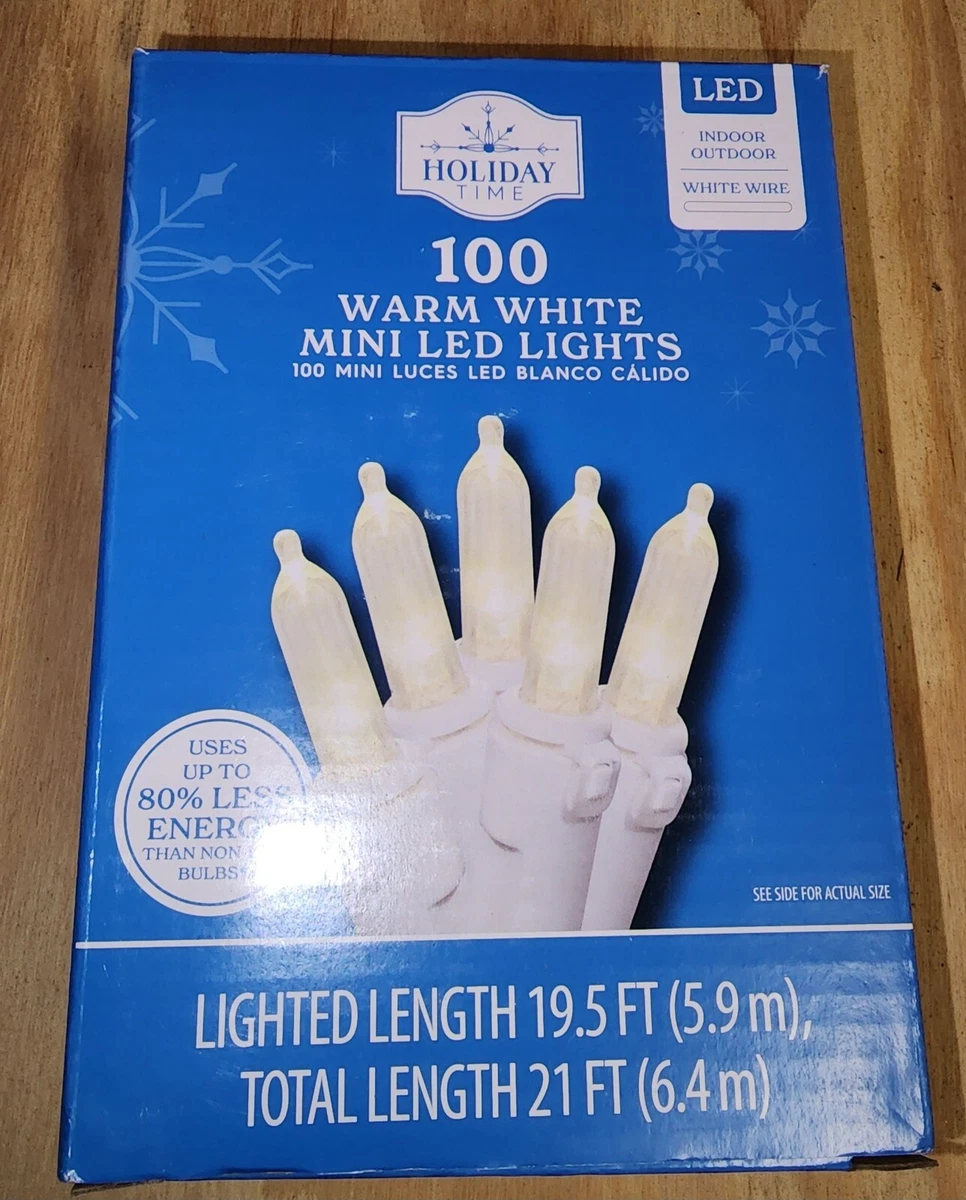 HOLIDAY
TIME
LED
INDOOR
OUTDOOR
WHITE WIRE
100
WARM WHITE
MINI LED LIGHTS
100 MINI LUCES LED BLANCO CÁLIDO
USES
UP TO
80% LESS
THAN NON
BULBS
SEE SIDE FOR ACTUAL SIZE
LIGHTED LENGTH 19.5 FT (5.9 m),
TOTAL LENGTH 21 FT (6.4 m)